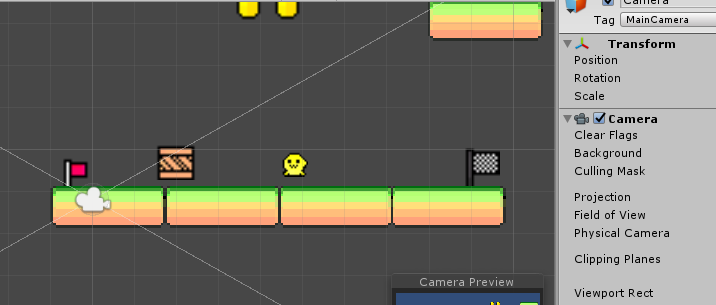 Camera
Tag MainCamera
Transform
Position
Rotation
Scale
Camera
Clear Flags
Background
Culling Mask
Projection
Field of View
Physical Camera
Clipping Planes
Viewport Rect
Camera Preview